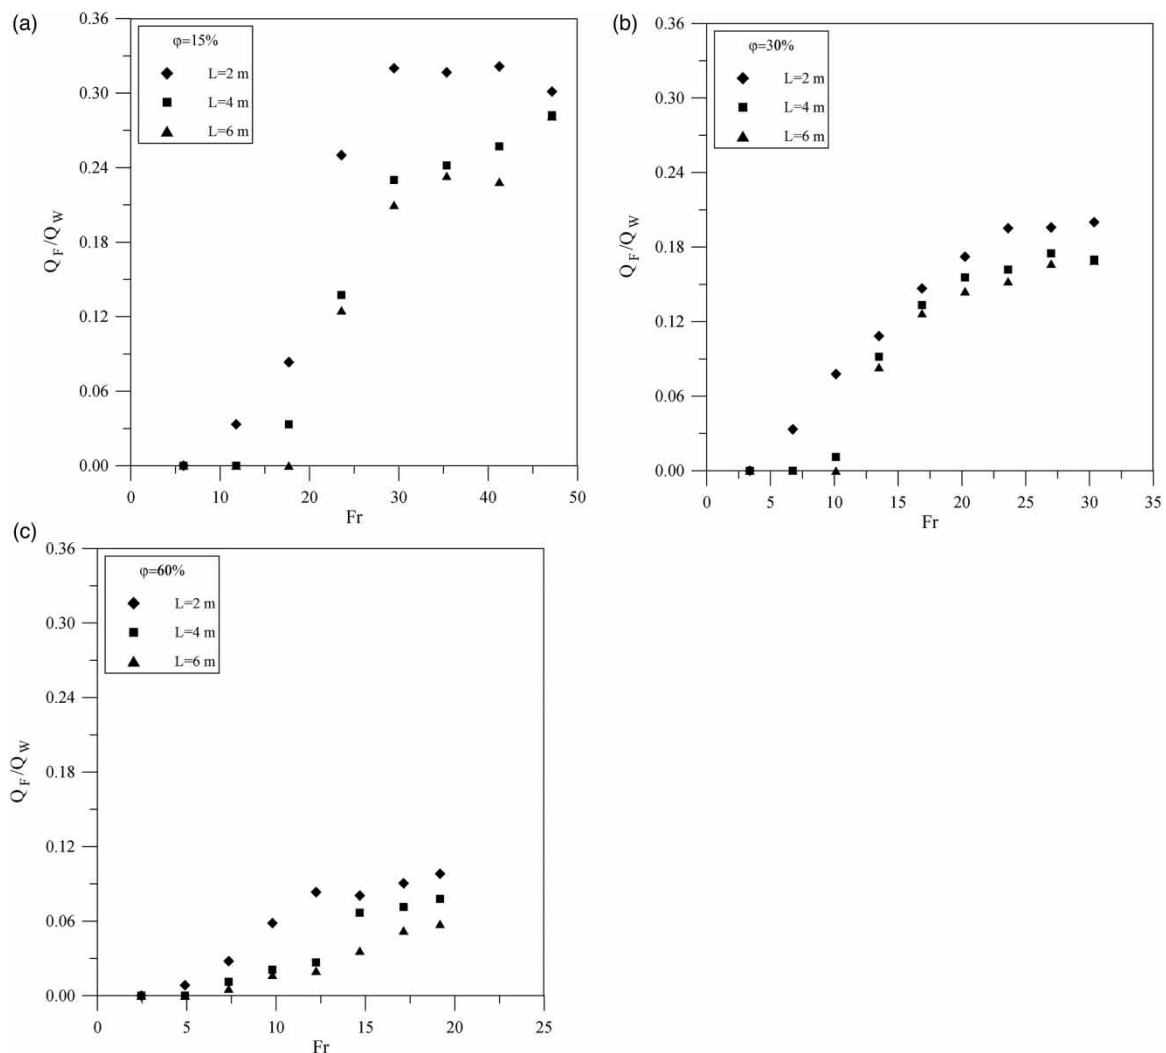 (a)
0.36
0.30
0.24
0.18
0.12
0.06
0.00
Q_F/Q_W
φ=15%
L=2 m
L=4 m
L=6 m
0 10 20 30 40 50
Fr
(b)
0.36
0.30
0.24
0.18
0.12
0.06
0.00
Q_F/Q_W
φ=30%
L=2 m
L=4 m
L=6 m
0 5 10 15 20 25 30 35
Fr
(c)
0.36
0.30
0.24
0.18
0.12
0.06
0.00
Q_F/Q_W
φ=60%
L=2 m
L=4 m
L=6 m
0 5 10 15 20 25
Fr